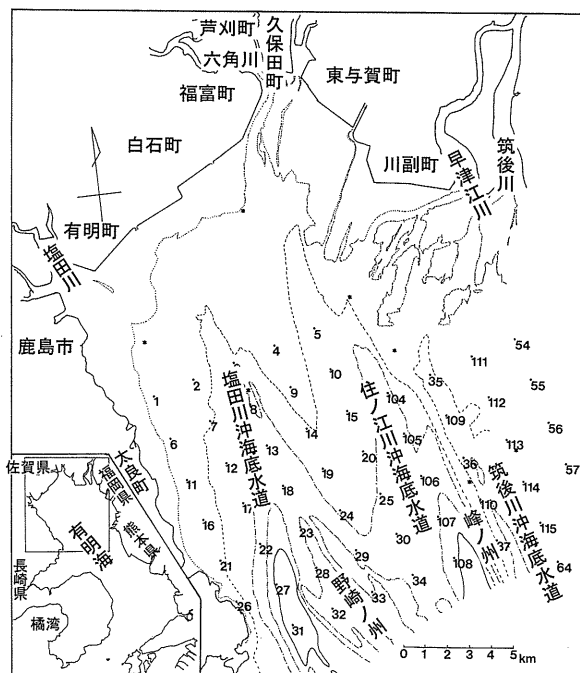 芦刈町
久保田町
六角川
東与賀町
福富町
白石町
川副町
早津江川
筑後川
有明町
塩田川
鹿島市
太良町
塩田川沖海底水道
住ノ江川沖海底水道
筑後川沖海底水道
峰ノ州
野崎ノ州
5
4
54
111
2
10
35
55
9
104
1
8
15
112
7
109
56
14
105
6
13
20
113
12
19
36
57
11
18
106
114
17
25
110
16
24
107
115
23
30
37
22
29
108
64
21
28
34
27
33
26
32
31
佐賀県
福岡県
有明海
熊本県
長崎県
橘湾
0 1 2 3 4 5
km